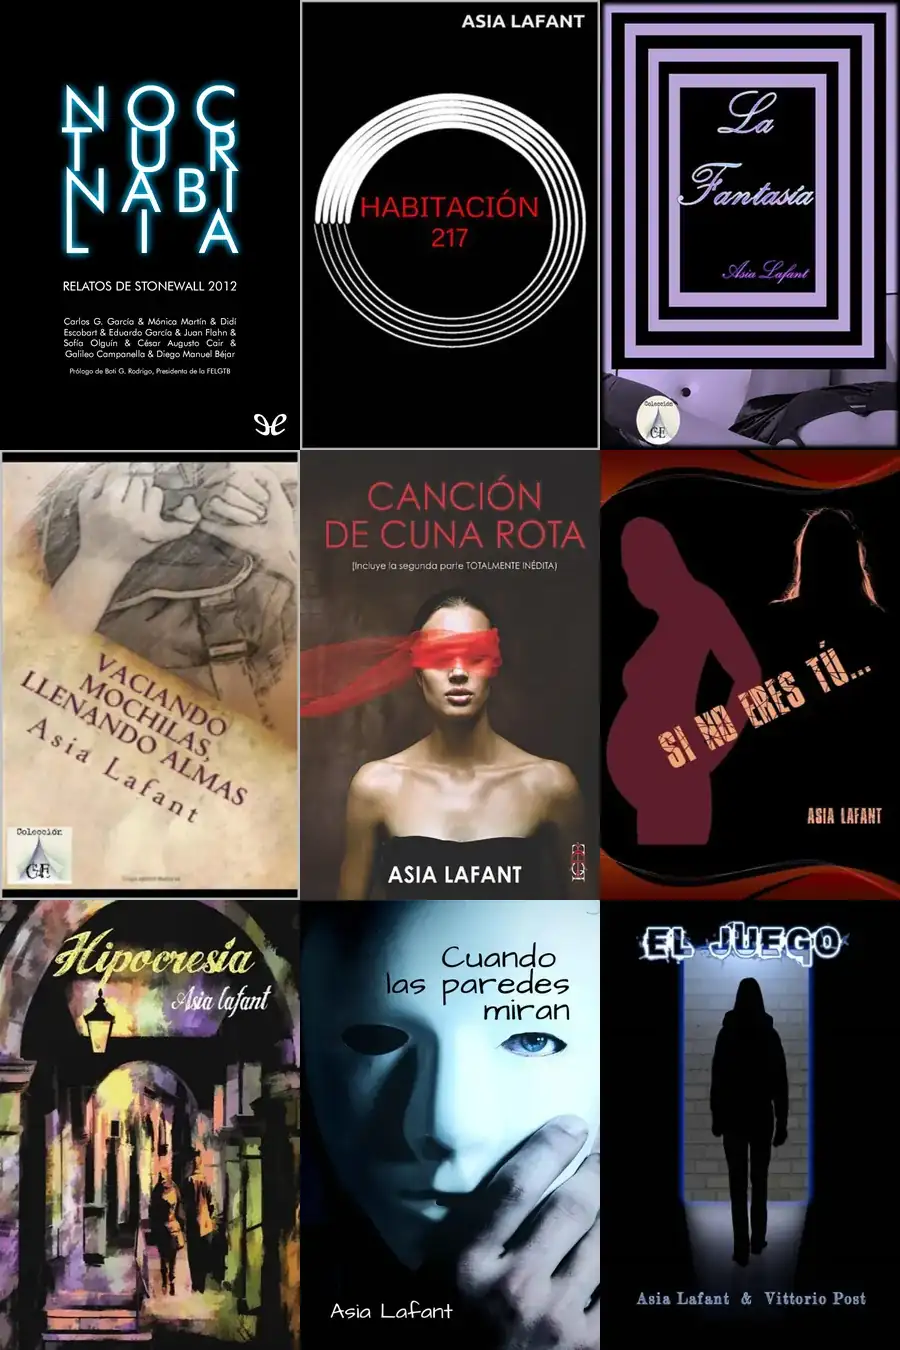 NOC
TUR
NABI
LIA
RELATOS DE STONEWALL 2012
Carlos G. García & Mónica Martín & Didi
Escobart & Eduardo García & Juan Flahn &
Sofía Olguín & César Augusto Cair &
Galileo Campanella & Diego Manuel Béjar
Prólogo de Boti G. Rodrigo, Presidenta de la FELGTB
ASIA LAFANT
HABITACIÓN
217
La
Fantasía
Asia Lafant
Colección
CE
VACIANDO
MOCHILAS,
LLENANDO ALMAS
Asia Lafant
Colección
CE
CANCIÓN
DE CUNA ROTA
(Incluye la segunda parte TOTALMENTE INÉDITA)
ASIA LAFANT
SI NO ERES TÚ...
ASIA LAFANT
Hipocresía
Asia lafant
Cuando
las paredes
miran
Asia Lafant
EL JUEGO
Asia Lafant & Vittorio Post